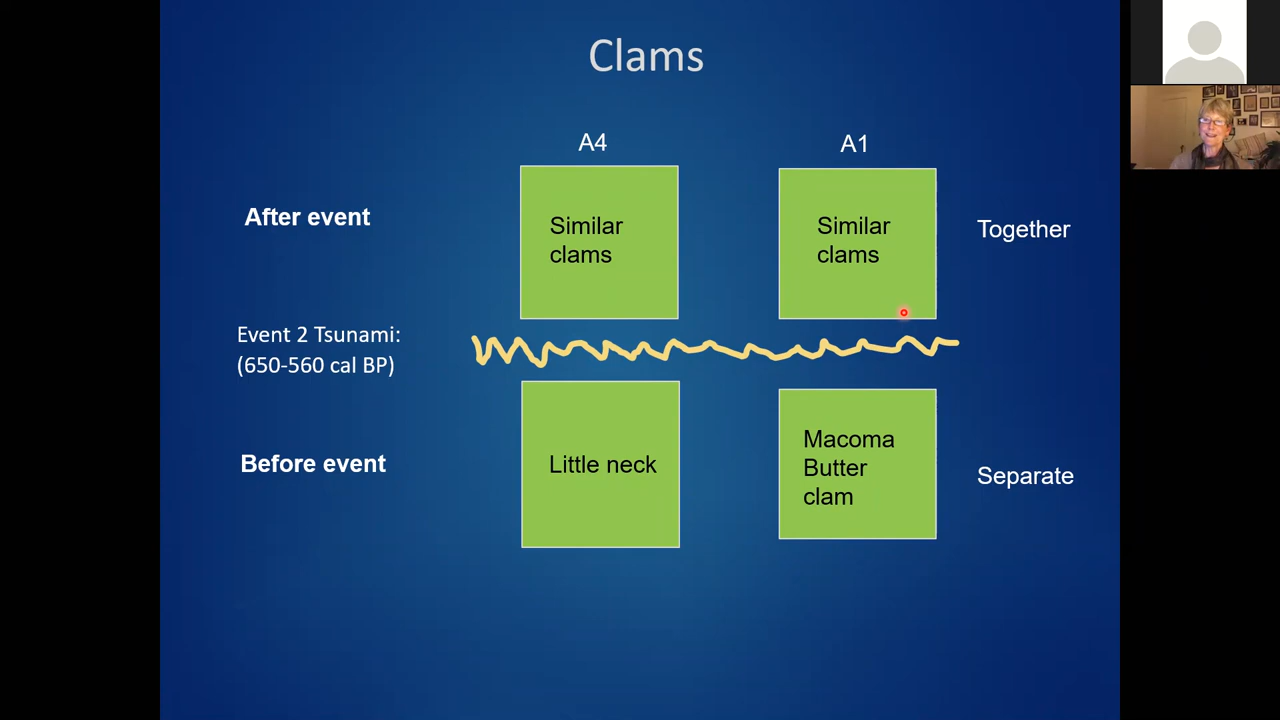 Clams
A4
A1
After event
Similar
clams
Similar
clams
Together
Event 2 Tsunami:
(650-560 cal BP)
Before event
Little neck
Macoma
Butter
clam
Separate